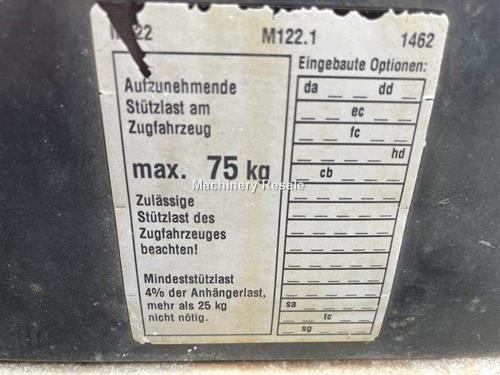 M122.1 1462
Aufzunehmende
Stützlast am
Zugfahrzeug
max. 75 kg
Zulässige
Stützlast des
Zugfahrzeuges
beachten!
Mindeststützlast
4% der Anhängerlast,
mehr als 25 kg
nicht nötig.
Eingebaute Optionen:
da dd
ec
fc
hd
cb
sa
tc
sg
Machinery Resale